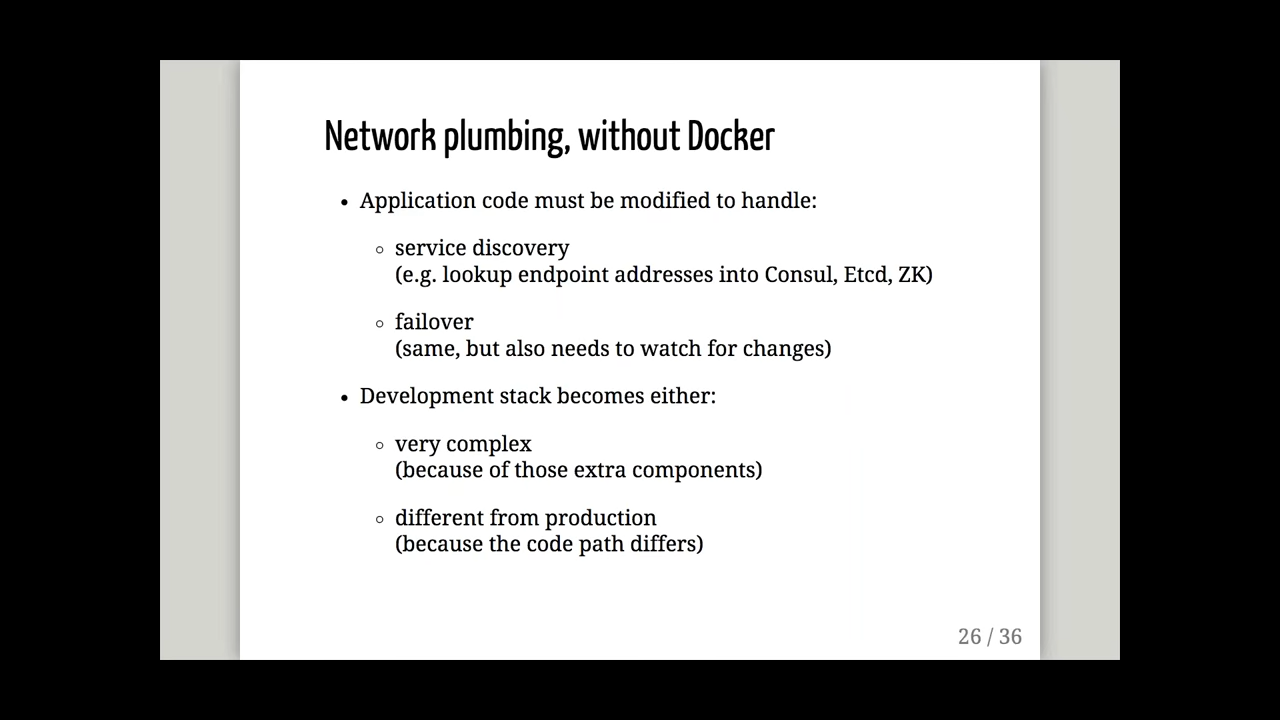 Network plumbing, without Docker
• Application code must be modified to handle:
○ service discovery
(e.g. lookup endpoint addresses into Consul, Etcd, ZK)
○ failover
(same, but also needs to watch for changes)
• Development stack becomes either:
○ very complex
(because of those extra components)
○ different from production
(because the code path differs)
26 / 36